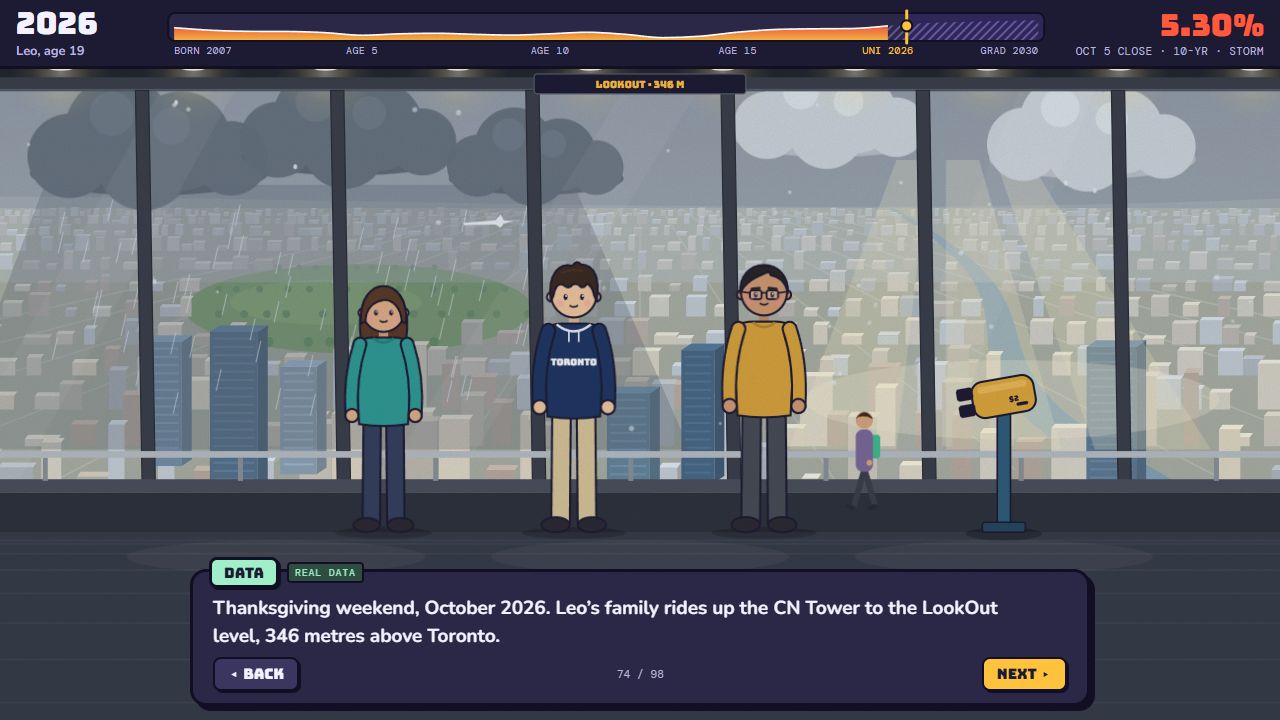 2026
Leo, age 19
BORN 2007
AGE 5
AGE 10
AGE 15
UNI 2026
GRAD 2030
5.30%
OCT 5 CLOSE · 10-YR · STORM
LOOKOUT · 346 M
TORONTO
S2
DATA
REAL DATA
Thanksgiving weekend, October 2026. Leo’s family rides up the CN Tower to the LookOut
level, 346 metres above Toronto.
◂ BACK
74 / 98
NEXT ▸